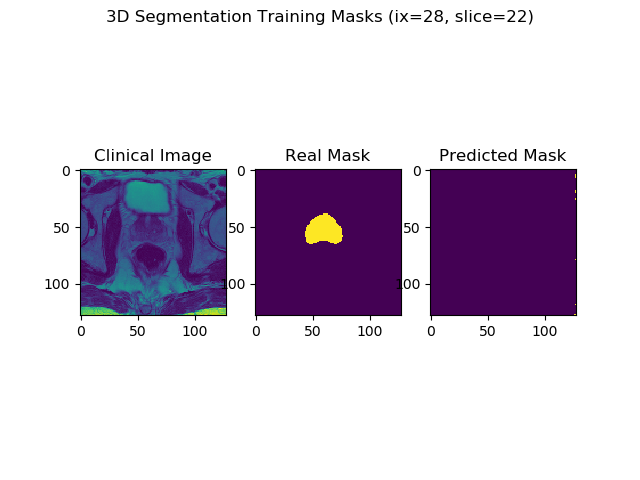 3D Segmentation Training Masks (ix=28, slice=22)
Clinical Image Real Mask Predicted Mask
0 0 0
50 50 50
100 100 100
0 50 100 0 50 100 0 50 100